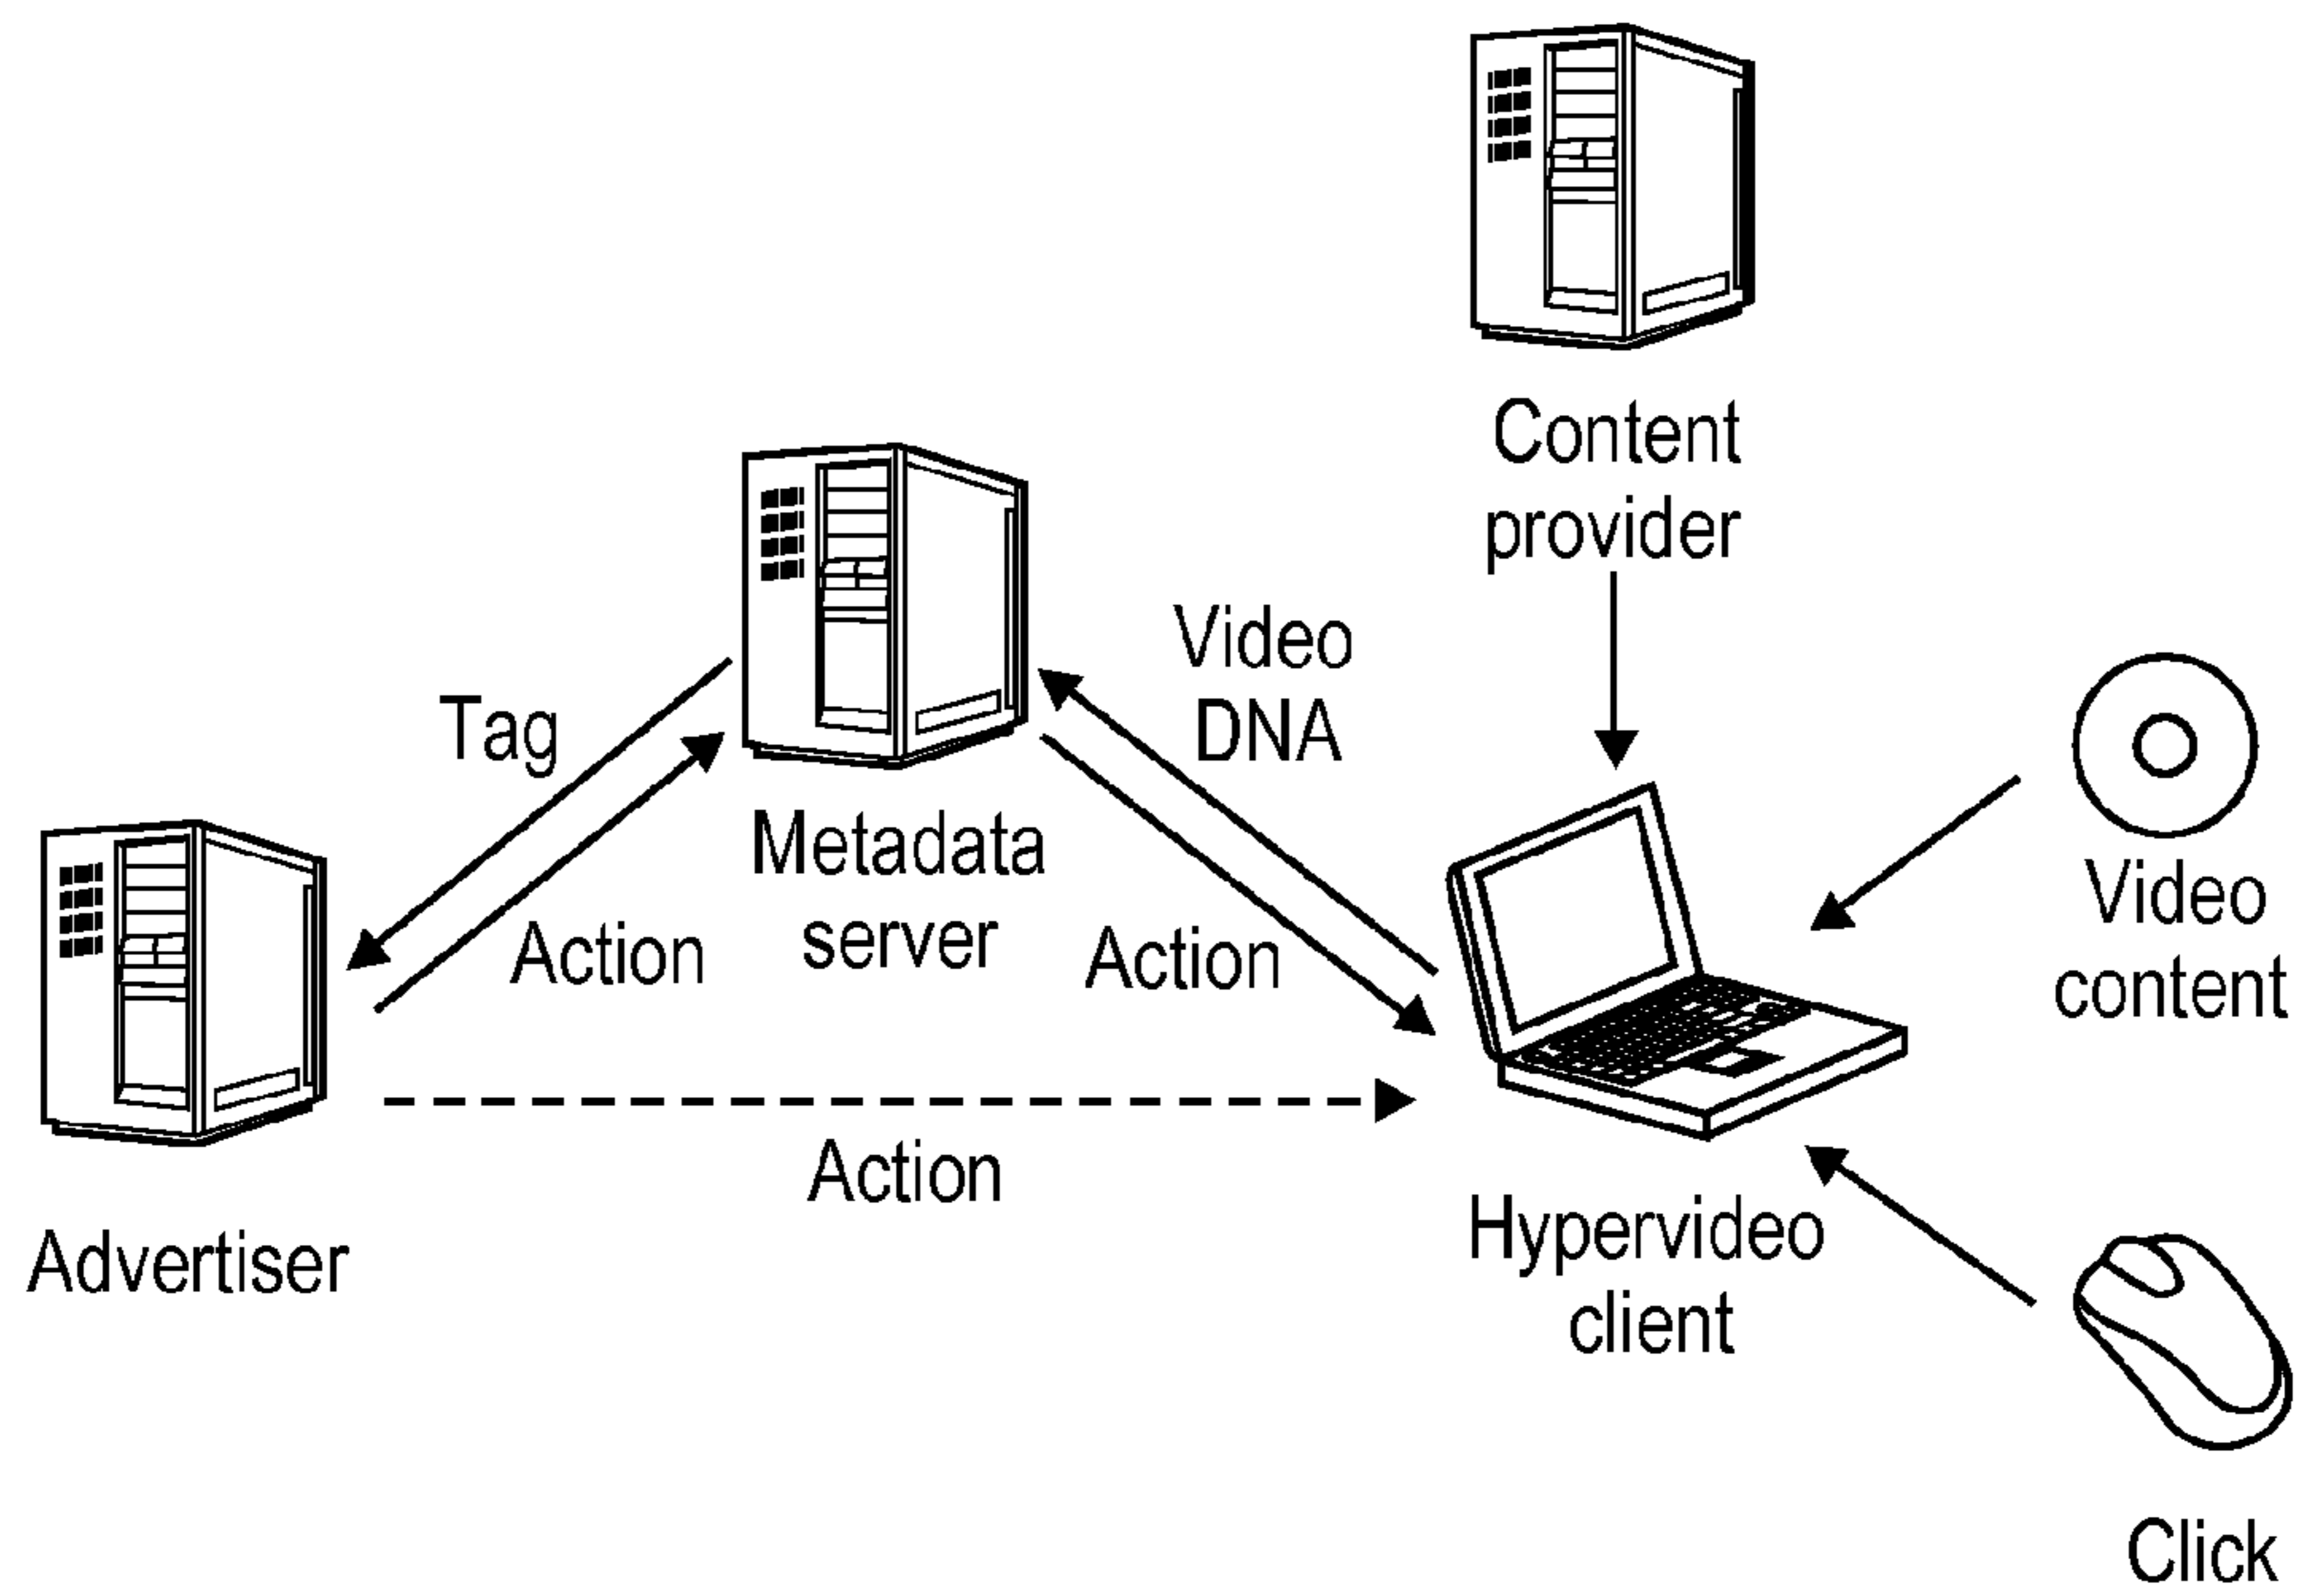 Content
provider
Video
DNA
Tag
Metadata
server
Action
Action
Video
content
Action
Advertiser
Hypervideo
client
Click